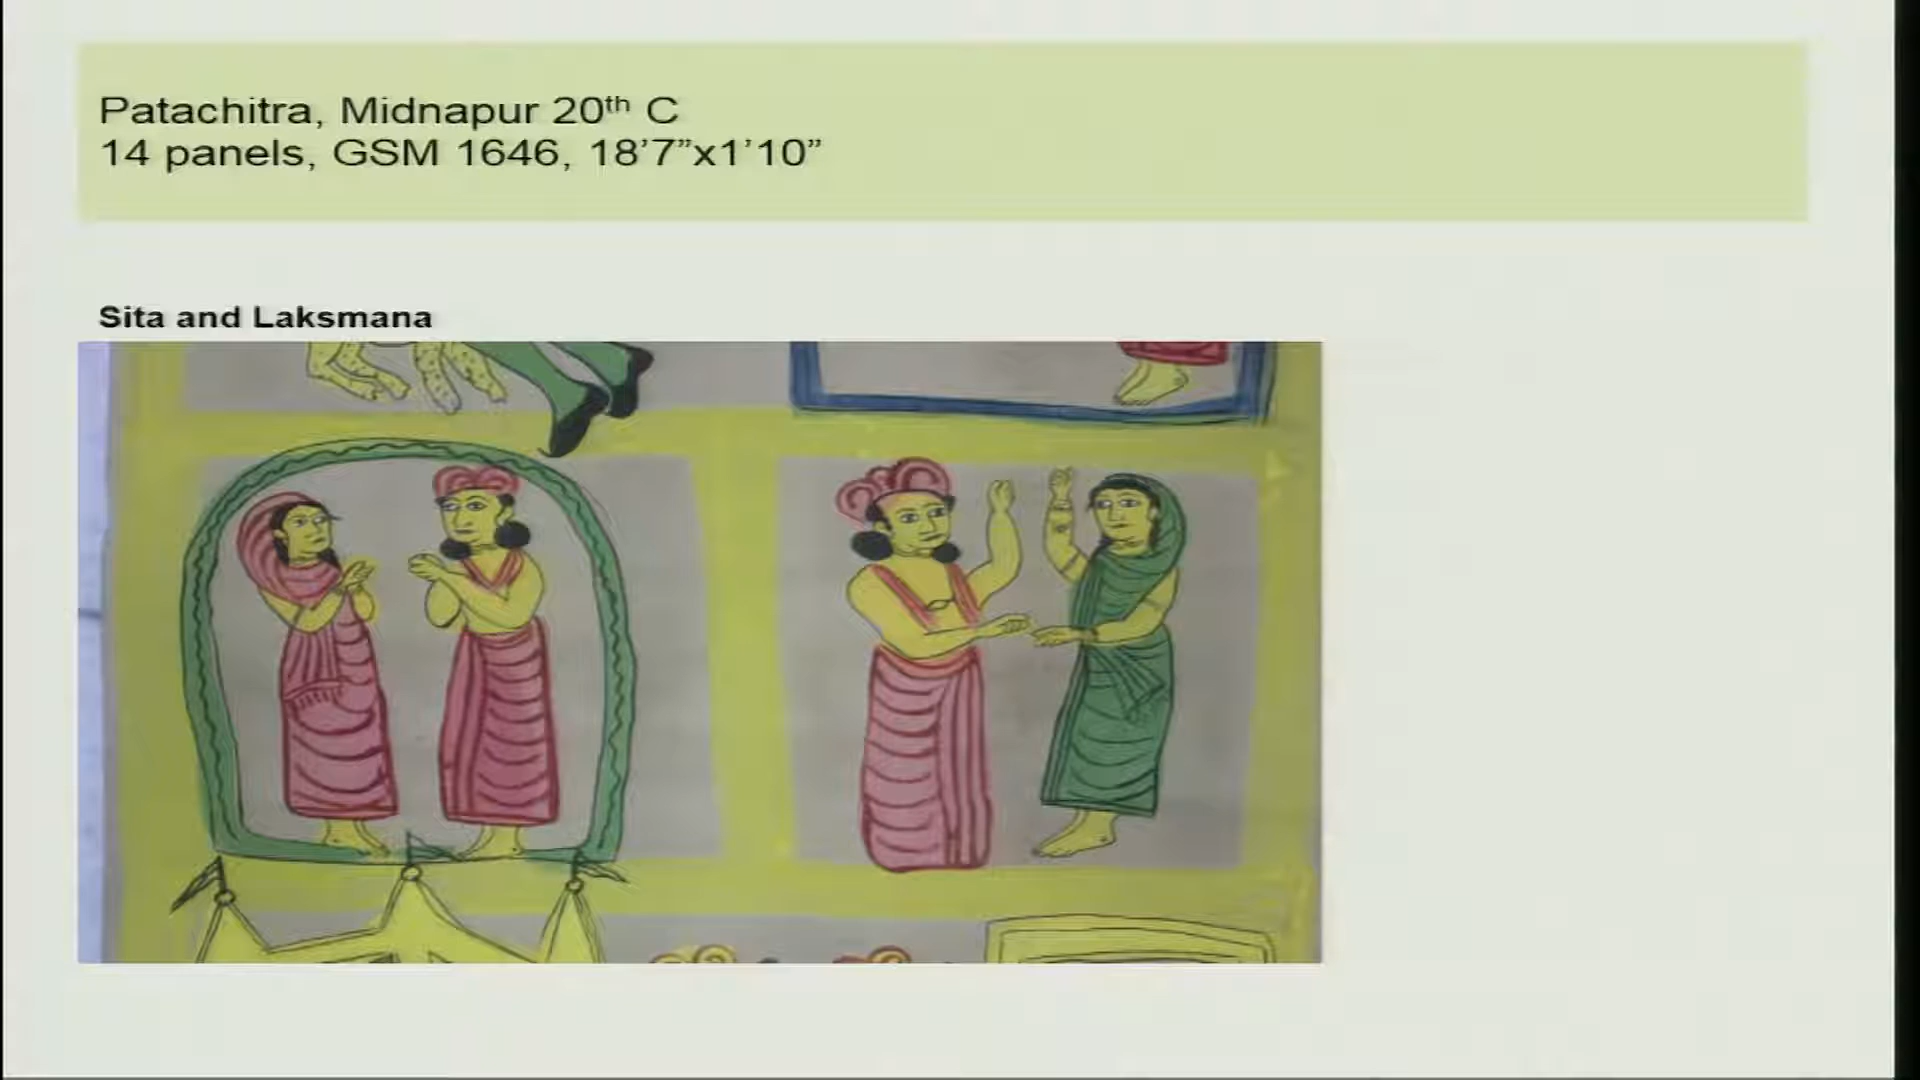 Patachitra, Midnapur 20th C
14 panels, GSM 1646, 18’7”x1’10”
Sita and Laksmana